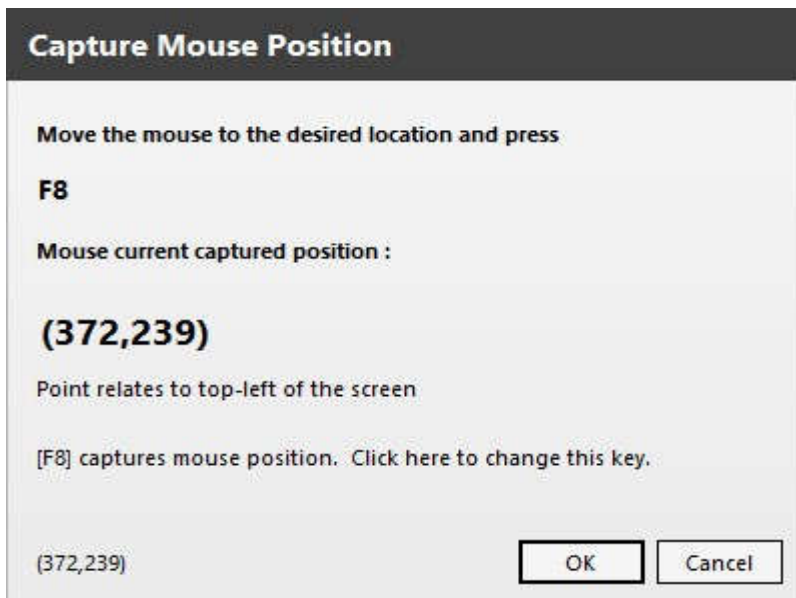 Capture Mouse Position
Move the mouse to the desired location and press
F8
Mouse current captured position :
(372,239)
Point relates to top-left of the screen
[F8] captures mouse position.  Click here to change this key.
(372,239)
OK
Cancel